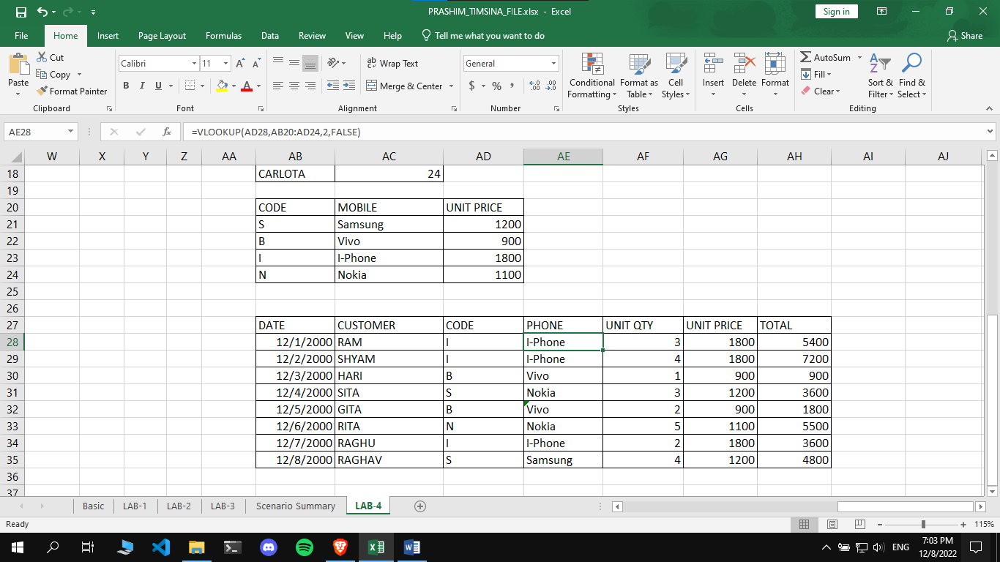 PRASHIM_TIMSINA_FILE.xlsx - Excel
Sign in
File Home Insert Page Layout Formulas Data Review View Help Tell me what you want to do Share
Paste Cut Copy Format Painter Clipboard
Calibri 11 B I U A A A Font
ab Wrap Text Merge & Center Alignment
General $ % , .00 .0 Number
Conditional Formatting Format as Table Cell Styles Styles
Insert Delete Format Cells
AutoSum Fill Clear Sort & Filter Find & Select Editing
AE28 fx =VLOOKUP(AD28,AB20:AD24,2,FALSE)
W X Y Z AA AB AC AD AE AF AG AH AI AJ
18 CARLOTA 24
19
20 CODE MOBILE UNIT PRICE
21 S Samsung 1200
22 B Vivo 900
23 I I-Phone 1800
24 N Nokia 1100
25
26
27 DATE CUSTOMER CODE PHONE UNIT QTY UNIT PRICE TOTAL
28 12/1/2000 RAM I I-Phone 3 1800 5400
29 12/2/2000 SHYAM I I-Phone 4 1800 7200
30 12/3/2000 HARI B Vivo 1 900 900
31 12/4/2000 SITA S Nokia 3 1200 3600
32 12/5/2000 GITA B Vivo 2 900 1800
33 12/6/2000 RITA N Nokia 5 1100 5500
34 12/7/2000 RAGHU I I-Phone 2 1800 3600
35 12/8/2000 RAGHAV S Samsung 4 1200 4800
36
37
Basic LAB-1 LAB-2 LAB-3 Scenario Summary LAB-4
Ready 115%
ENG 7:03 PM
12/8/2022